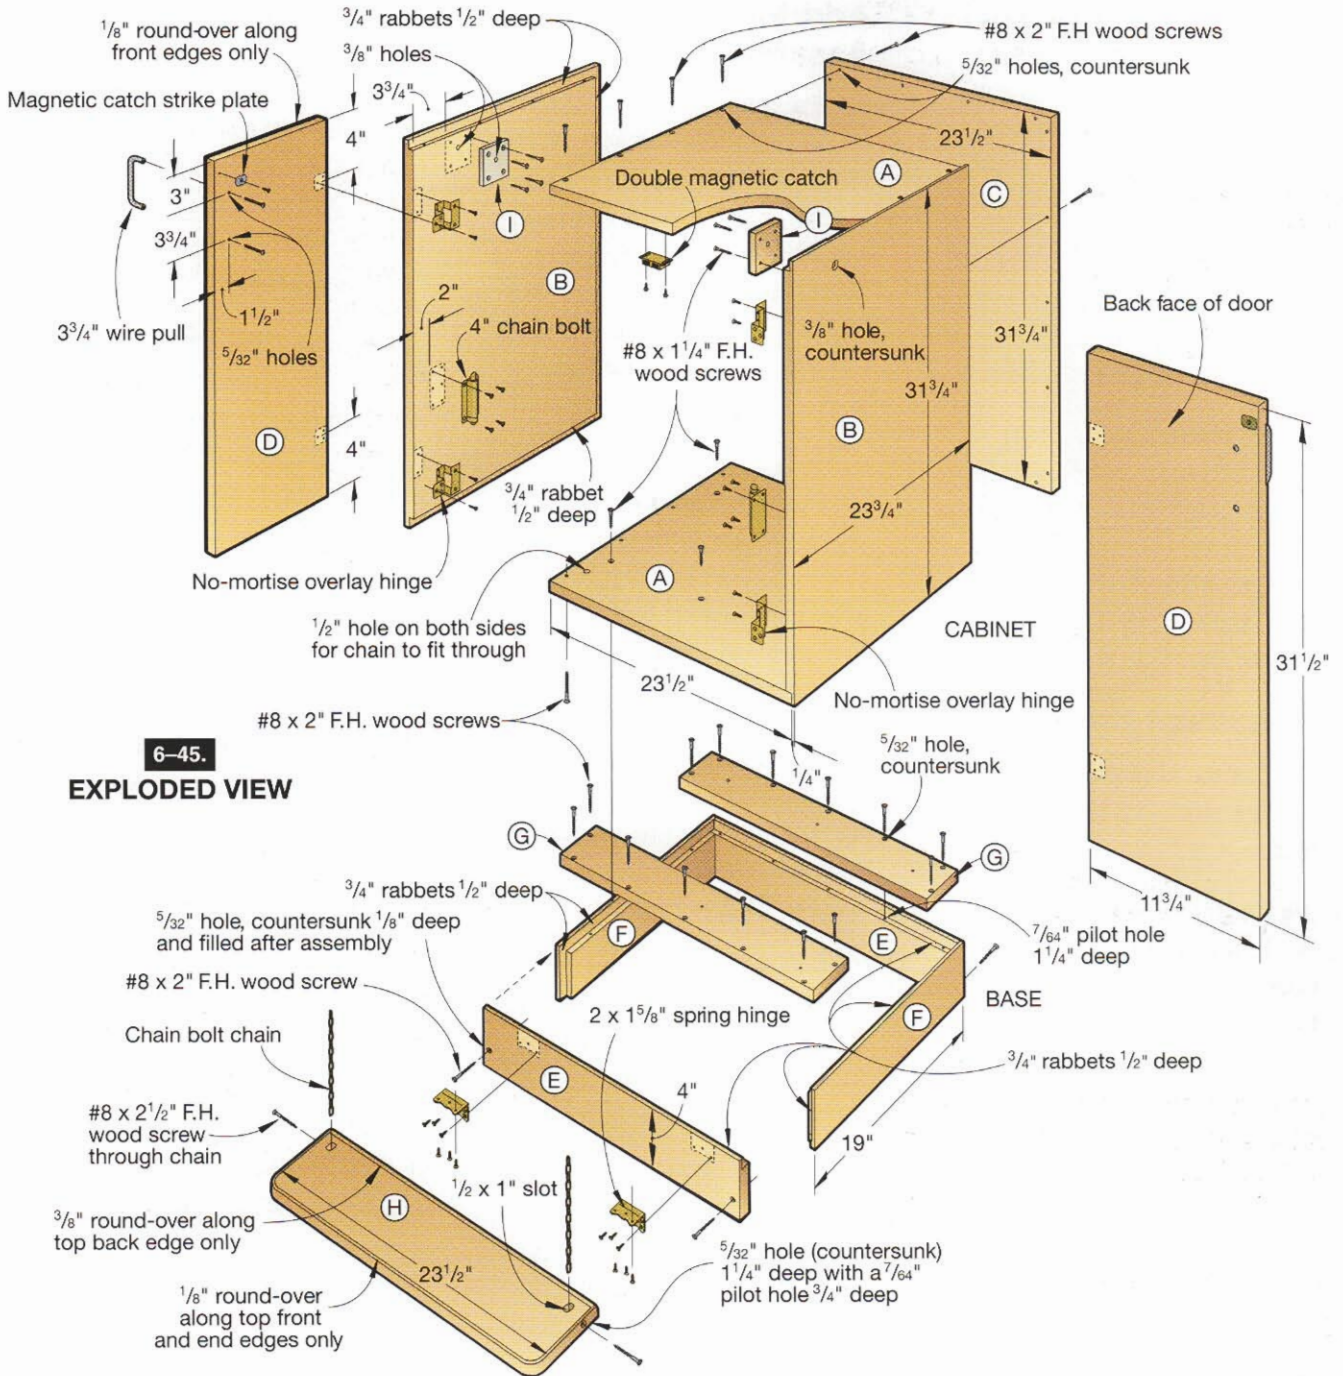 3/4" rabbets 1/2" deep
1/8" round-over along
front edges only
3/8" holes
#8 x 2" F.H wood screws
5/32" holes, countersunk
Magnetic catch strike plate
3 3/4"
4"
23 1/2"
3"
Double magnetic catch
A
C
I
I
3 3/4"
B
2"
1 1/2"
3 3/4" wire pull
5/32" holes
4" chain bolt
#8 x 1 1/4" F.H.
wood screws
3/8" hole,
countersunk
31 3/4"
Back face of door
31 3/4"
B
D
4"
3/4" rabbet
1/2" deep
23 3/4"
No-mortise overlay hinge
A
D
1/2" hole on both sides
for chain to fit through
CABINET
31 1/2"
23 1/2"
No-mortise overlay hinge
#8 x 2" F.H. wood screws
5/32" hole,
countersunk
1/4"
6–45.
EXPLODED VIEW
G
G
3/4" rabbets 1/2" deep
11 3/4"
5/32" hole, countersunk 1/8" deep
and filled after assembly
F
E
7/64" pilot hole
1 1/4" deep
#8 x 2" F.H. wood screw
BASE
2 x 1 5/8" spring hinge
F
Chain bolt chain
3/4" rabbets 1/2" deep
E
4"
#8 x 2 1/2" F.H.
wood screw
through chain
19"
1/2 x 1" slot
H
3/8" round-over along
top back edge only
23 1/2"
5/32" hole (countersunk)
1 1/4" deep with a 7/64"
pilot hole 3/4" deep
1/8" round-over
along top front
and end edges only